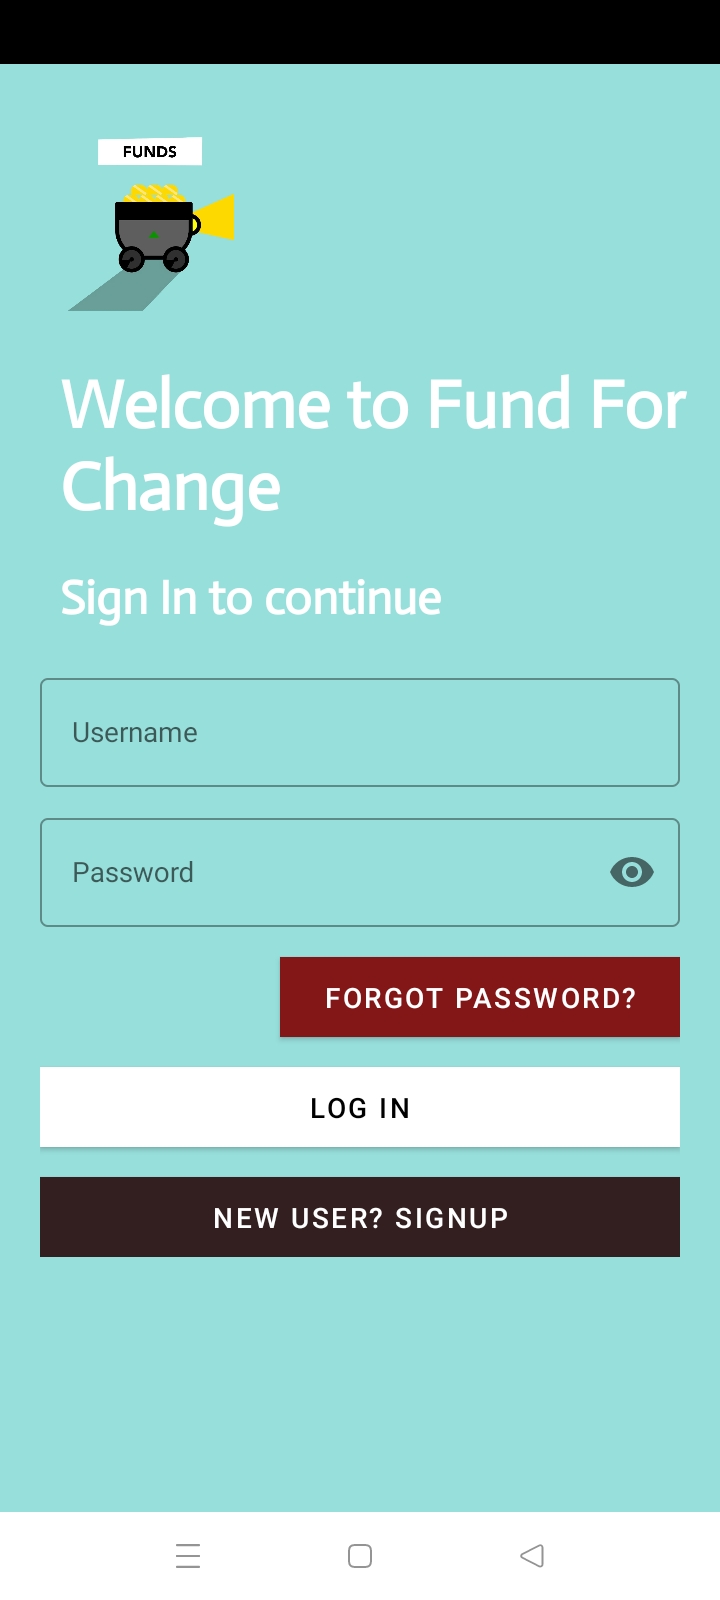 FUNDS
Welcome to Fund For
Change
Sign In to continue
Username
Password
FORGOT PASSWORD?
LOG IN
NEW USER? SIGNUP